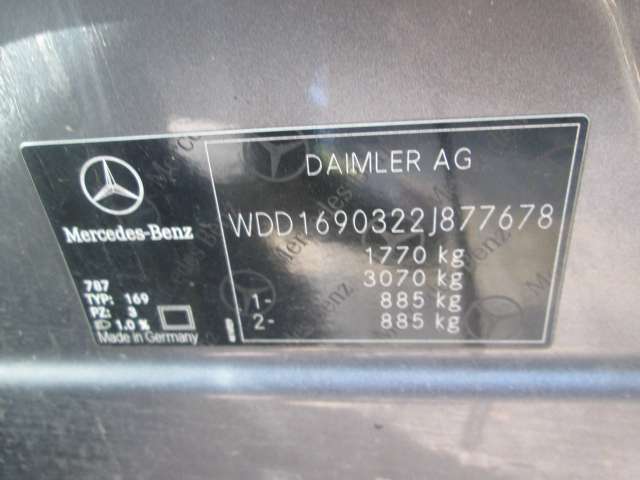 Mercedes-Benz
787
TYP: 169
PZ: 3
1.0 %
Made in Germany
DAIMLER AG
WDD1690322J877678
1770 kg
3070 kg
1- 885 kg
2- 885 kg